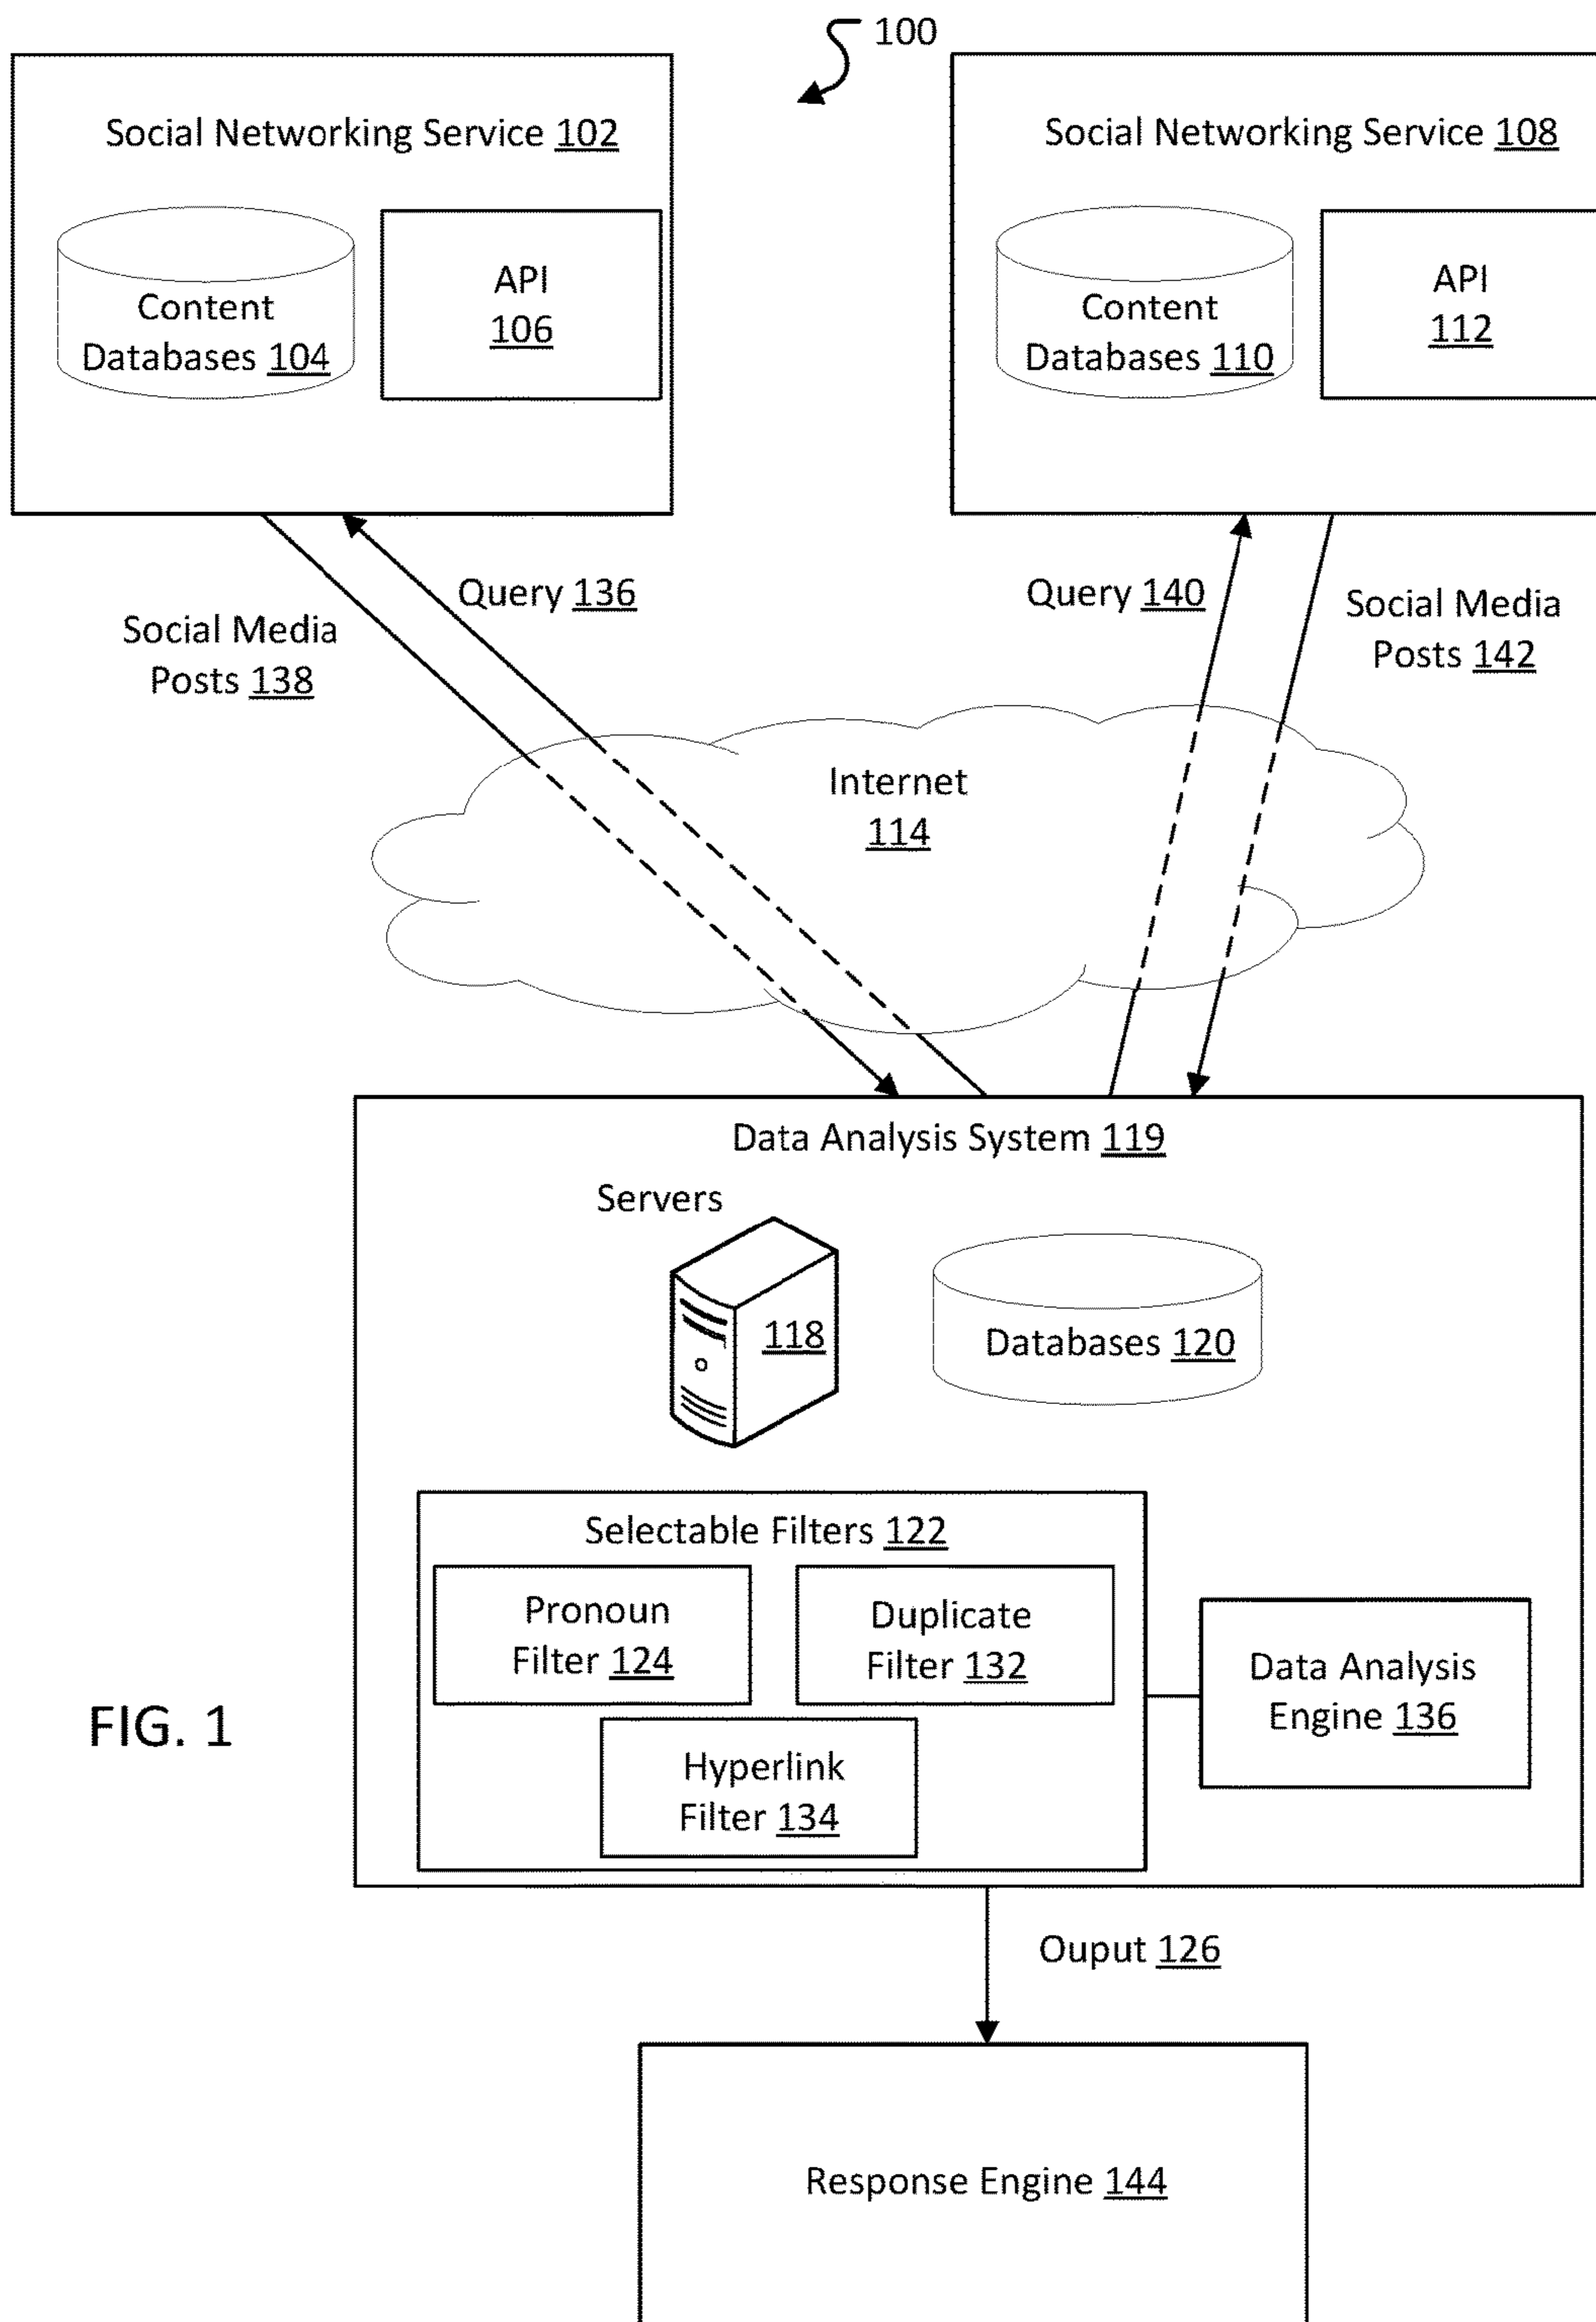 100
Social Networking Service 102
Content
Databases 104
API
106
Social Networking Service 108
Content
Databases 110
API
112
Query 136
Social Media
Posts 138
Query 140
Social Media
Posts 142
Internet
114
Data Analysis System 119
Servers
118
Databases 120
Selectable Filters 122
Pronoun
Filter 124
Duplicate
Filter 132
Hyperlink
Filter 134
Data Analysis
Engine 136
FIG. 1
Ouput 126
Response Engine 144